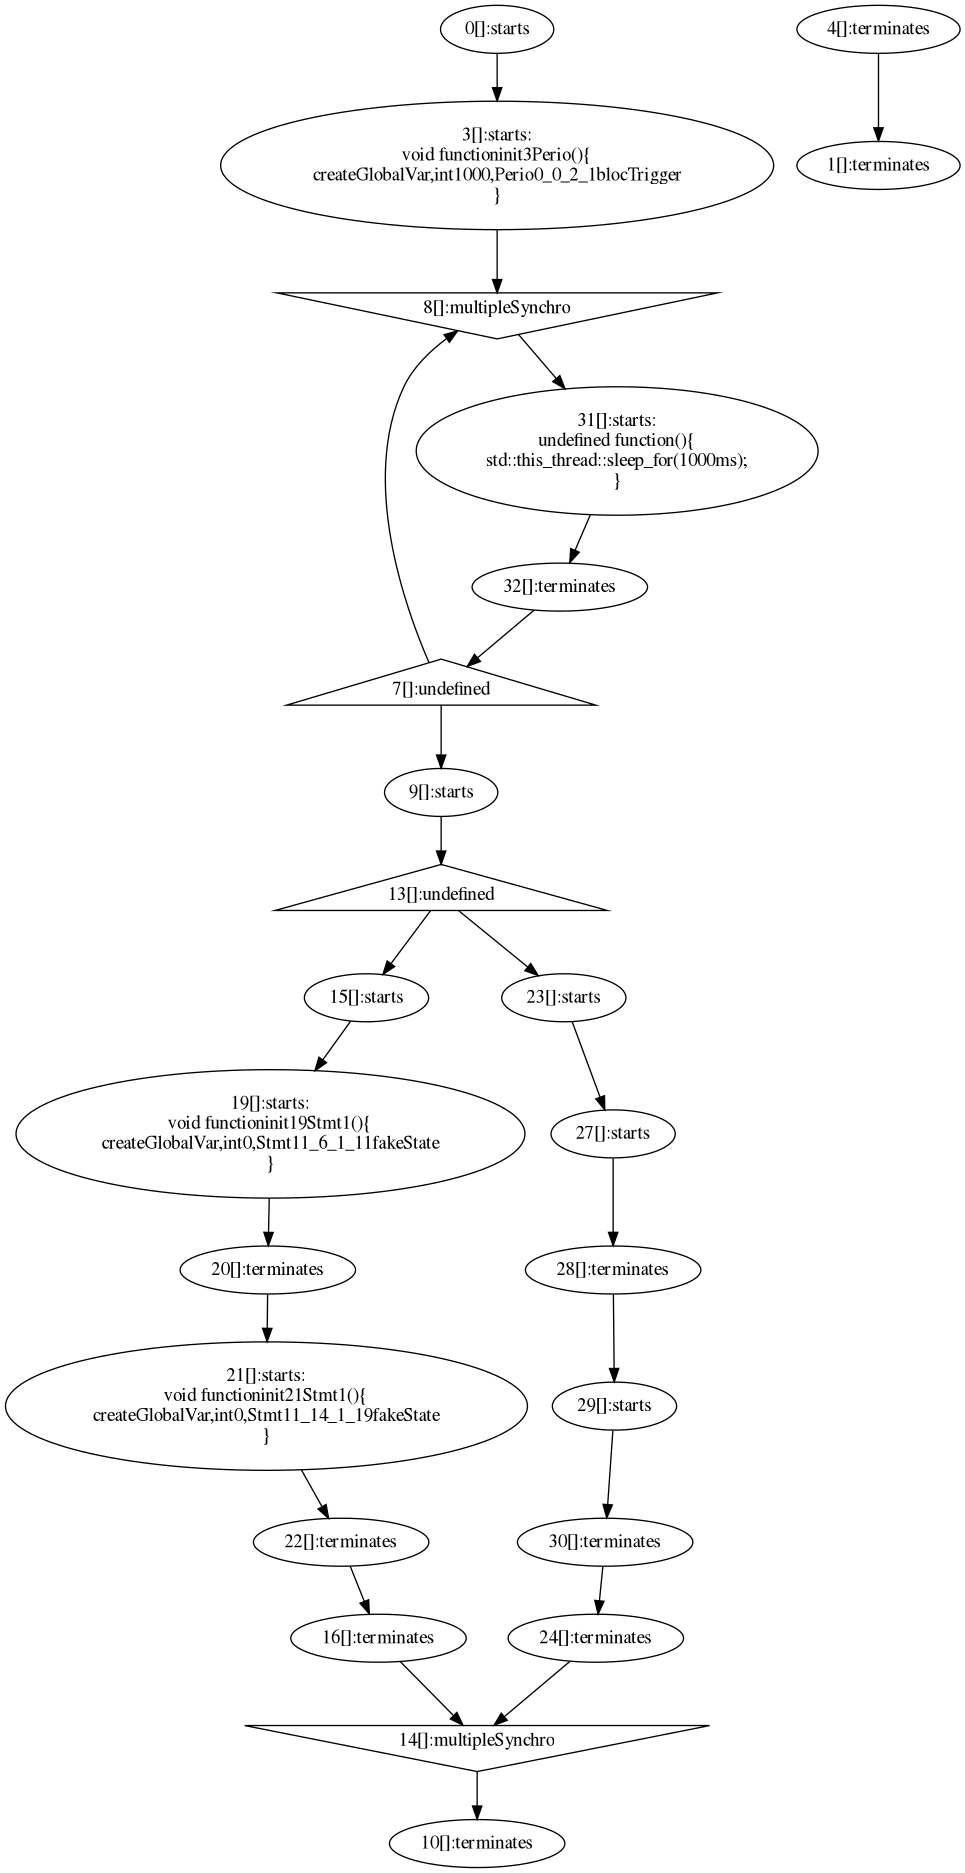 0[]:starts
4[]:terminates
3[]:starts:
void functioninit3Perio(){
createGlobalVar,int1000,Perio0_0_2_1blocTrigger
}
1[]:terminates
8[]:multipleSynchro
31[]:starts:
undefined function(){
std::this_thread::sleep_for(1000ms);
}
32[]:terminates
7[]:undefined
9[]:starts
13[]:undefined
15[]:starts
23[]:starts
19[]:starts:
void functioninit19Stmt1(){
createGlobalVar,int0,Stmt11_6_1_11fakeState
}
27[]:starts
20[]:terminates
28[]:terminates
21[]:starts:
void functioninit21Stmt1(){
createGlobalVar,int0,Stmt11_14_1_19fakeState
}
29[]:starts
22[]:terminates
30[]:terminates
16[]:terminates
24[]:terminates
14[]:multipleSynchro
10[]:terminates